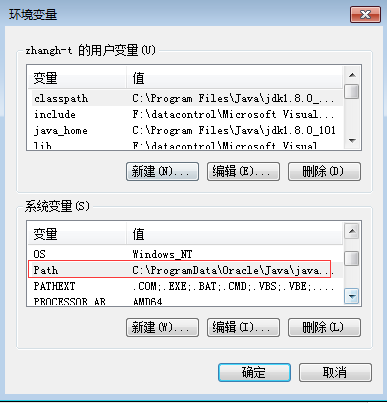 环境变量
zhangh-t 的用户变量(U)
变量 值
classpath C:\Program Files\Java\jdk1.8.0_...
include F:\datacontrol\Microsoft Visual...
java_home C:\Program Files\Java\jdk1.8.0_101
lib F:\datacontrol\Microsoft Visual
新建(N)... 编辑(E)... 删除(D)
系统变量(S)
变量 值
OS Windows_NT
Path C:\ProgramData\Oracle\Java\java...
PATHEXT .COM;.EXE;.BAT;.CMD;.VBS;.VBE;....
PROCESSOR_AR AMD64
新建(W)... 编辑(I)... 删除(L)
确定 取消